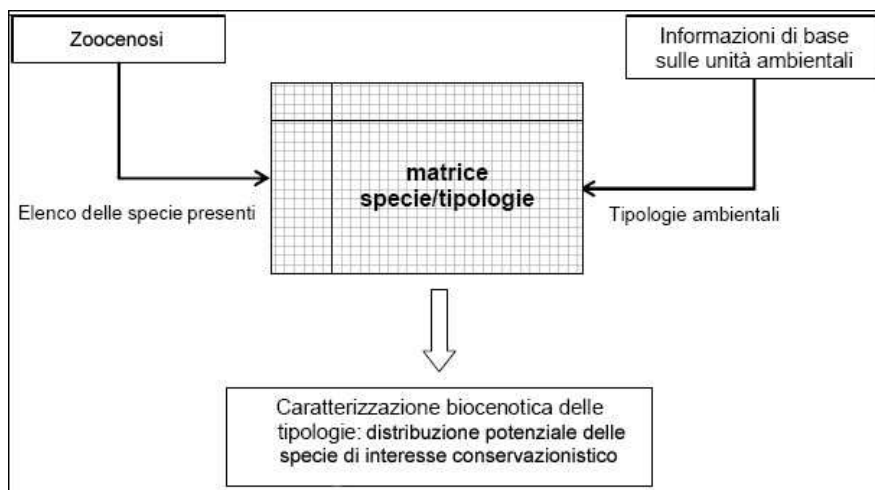 Zoocenosi
Informazioni di base
sulle unità ambientali
matrice
specie/tipologie
Elenco delle specie presenti
Tipologie ambientali
Caratterizzazione biocenotica delle
tipologie: distribuzione potenziale delle
specie di interesse conservazionistico